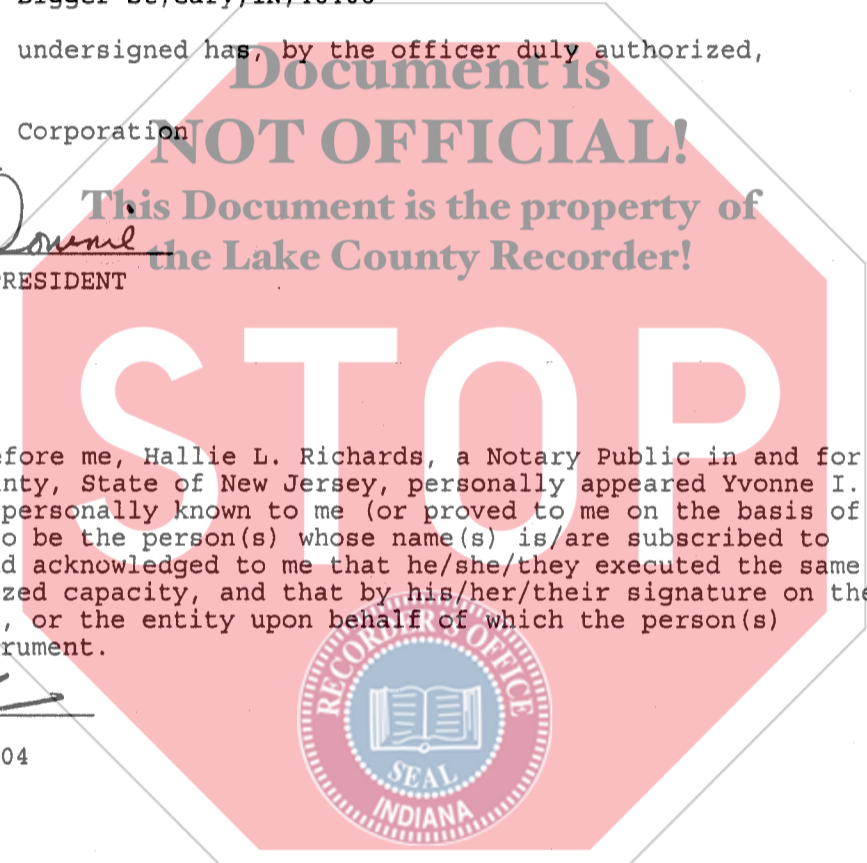 undersigned has, by the officer duly authorized,
Document is
Corporation
NOT OFFICIAL!
This Document is the property of
the Lake County Recorder!
PRESIDENT
STOP
efore me, Hallie L. Richards, a Notary Public in and for
nty, State of New Jersey, personally appeared Yvonne I.
personally known to me (or proved to me on the basis of
o be the person(s) whose name(s) is/are subscribed to
d acknowledged to me that he/she/they executed the same
zed capacity, and that by his/her/their signature on the
, or the entity upon behalf of which the person(s)
rument.
RECORDER'S OFFICE
SEAL
INDIANA
04